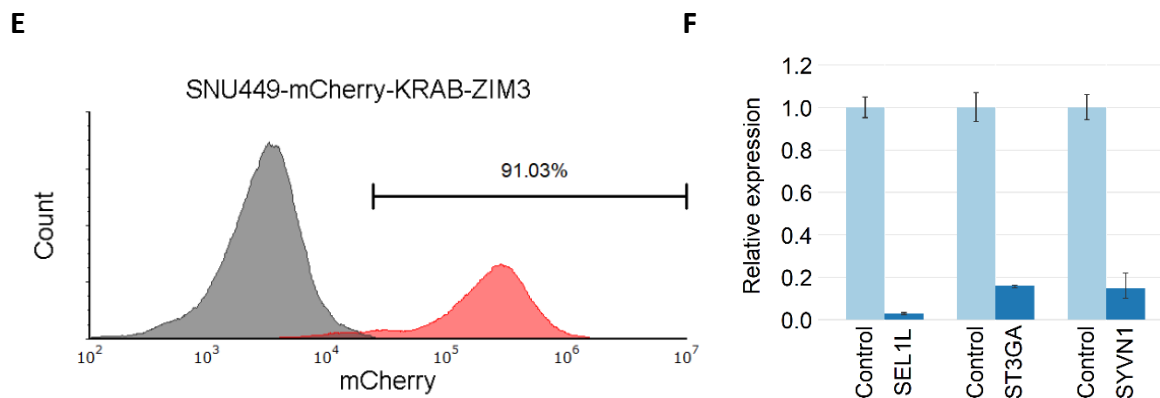 E
SNU449-mCherry-KRAB-ZIM3
91.03%
Count
10^2 10^3 10^4 10^5 10^6 10^7
mCherry
F
Relative expression
1.2
1.0
0.8
0.6
0.4
0.2
0.0
Control
SEL1L
Control
ST3GA
Control
SYVN1